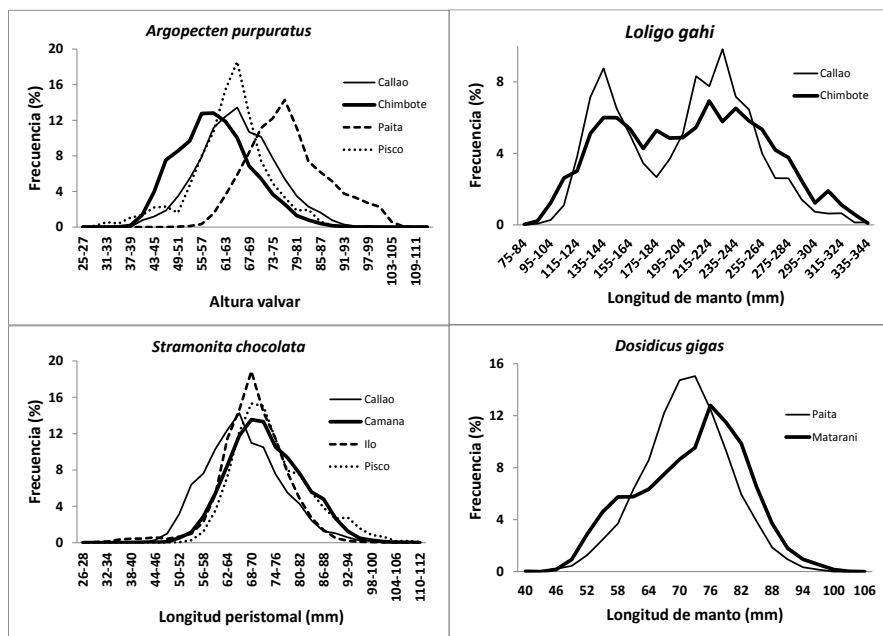 Argopecten purpuratus
Frecuencia (%)
20
16
12
8
4
0
Callao
Chimbote
Paita
Pisco
25-27
31-33
37-39
43-45
49-51
55-57
61-63
67-69
73-75
79-81
85-87
91-93
97-99
103-105
109-111
Altura valvar
Loligo gahi
Frecuencia (%)
8
4
0
Callao
Chimbote
75-84
95-104
115-124
135-144
155-164
175-184
195-204
215-224
235-244
255-264
275-284
295-304
315-324
335-344
Longitud de manto (mm)
Stramonita chocolata
Frecuencia (%)
20
16
12
8
4
0
Callao
Camana
Ilo
Pisco
26-28
32-34
38-40
44-46
50-52
56-58
62-64
68-70
74-76
80-82
86-88
92-94
98-100
104-106
110-112
Longitud peristomal (mm)
Dosidicus gigas
Frecuencia (%)
16
12
8
4
0
Paita
Matarani
40 46 52 58 64 70 76 82 88 94 100 106
Longitud de manto (mm)